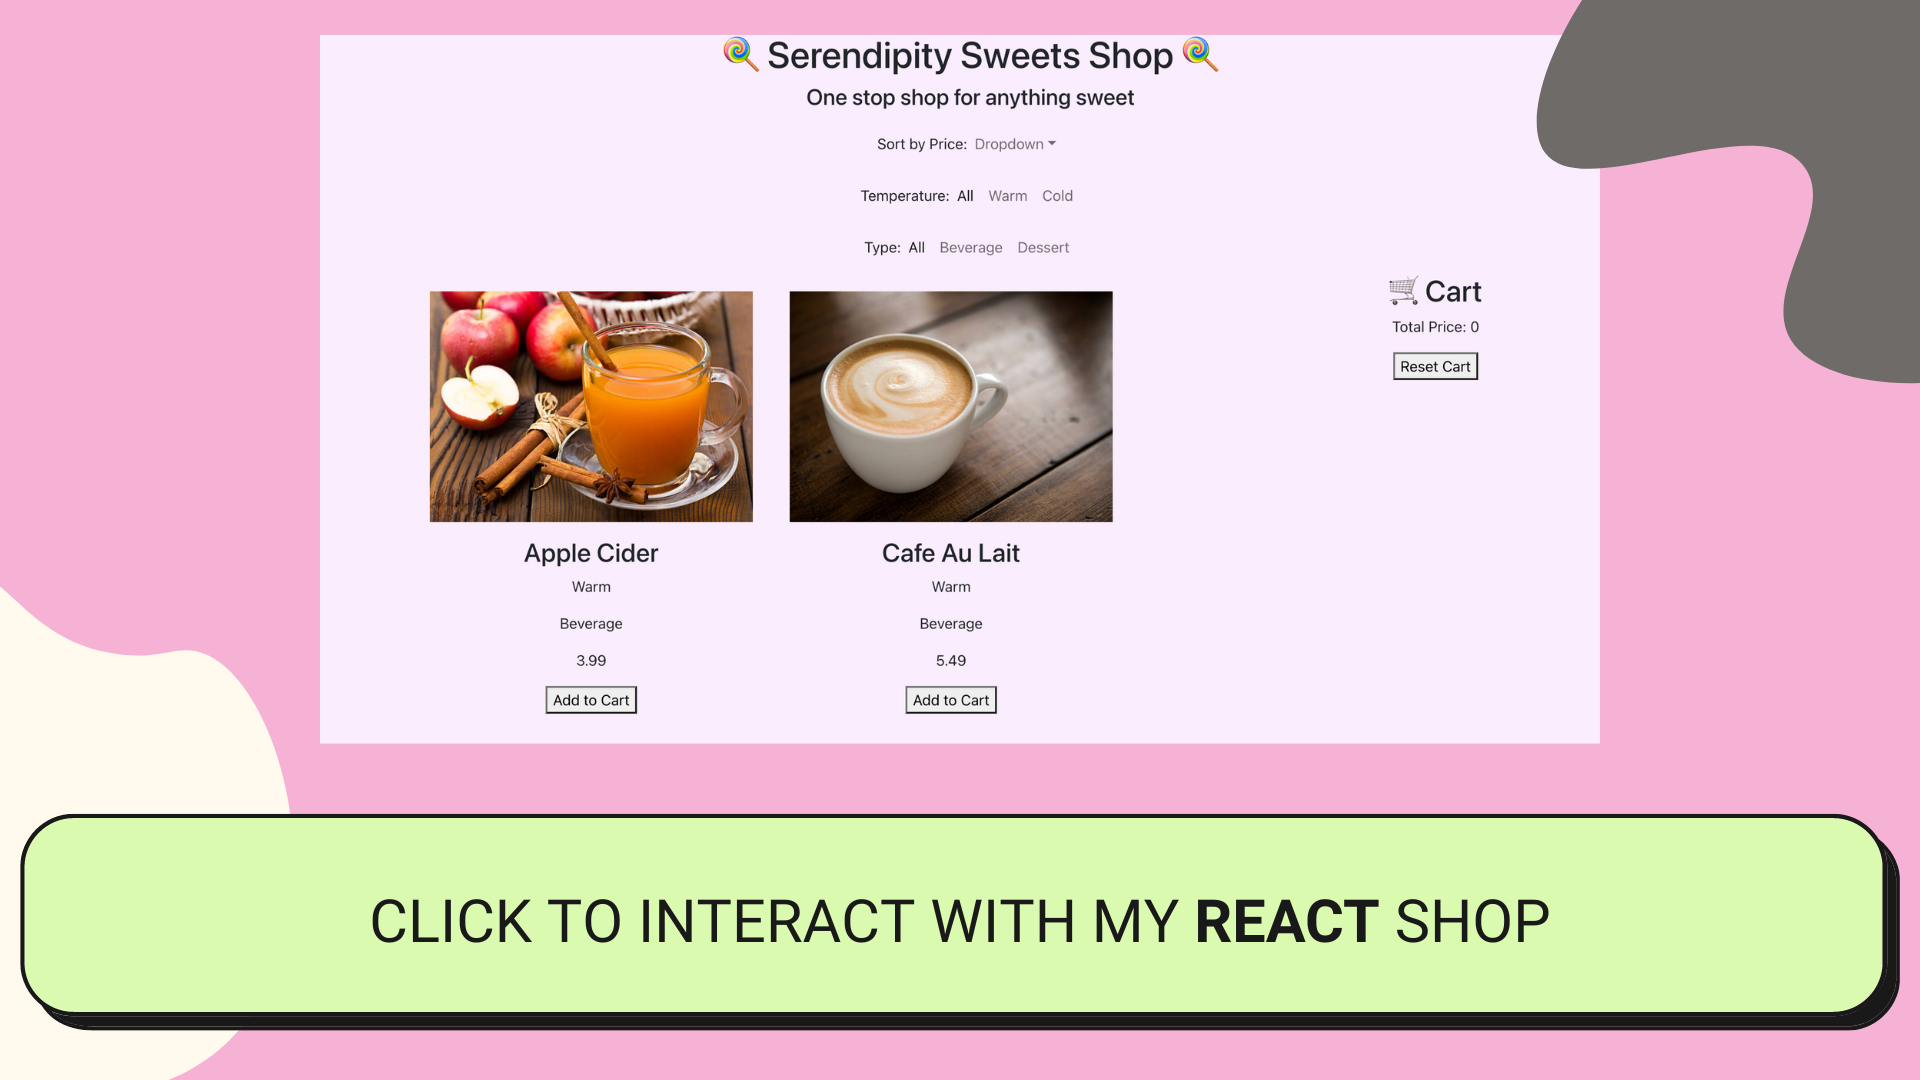 🍭 Serendipity Sweets Shop 🍭
One stop shop for anything sweet
Sort by Price: Dropdown
Temperature: All Warm Cold
Type: All Beverage Dessert
🛒 Cart
Total Price: 0
Reset Cart
Apple Cider
Warm
Beverage
3.99
Add to Cart
Cafe Au Lait
Warm
Beverage
5.49
Add to Cart
CLICK TO INTERACT WITH MY REACT SHOP